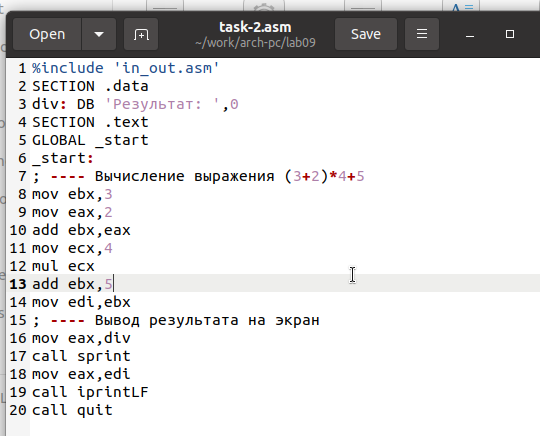 Open
task-2.asm
~/work/arch-pc/lab09
Save
1 %include 'in_out.asm'
2 SECTION .data
3 div: DB 'Результат: ',0
4 SECTION .text
5 GLOBAL _start
6 _start:
7 ; ---- Вычисление выражения (3+2)*4+5
8 mov ebx,3
9 mov eax,2
10 add ebx,eax
11 mov ecx,4
12 mul ecx
13 add ebx,5
14 mov edi,ebx
15 ; ---- Вывод результата на экран
16 mov eax,div
17 call sprint
18 mov eax,edi
19 call iprintLF
20 call quit